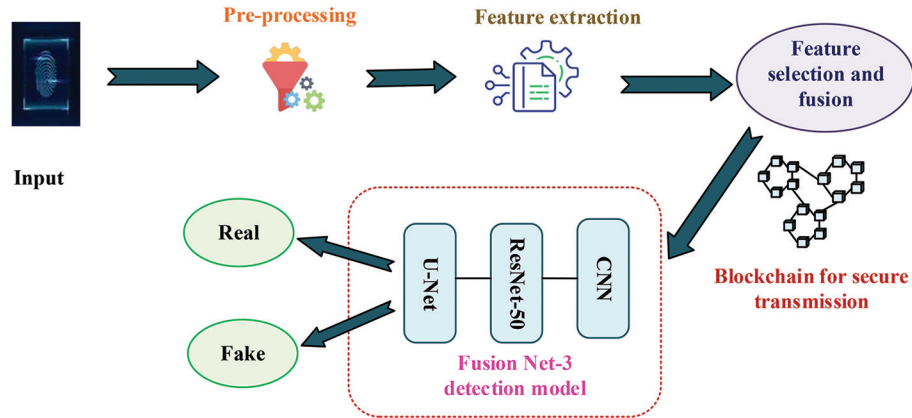 Pre-processing
Feature extraction
Feature
selection and
fusion
Input
Blockchain for secure
transmission
Real
Fake
U-Net
ResNet-50
CNN
Fusion Net-3
detection model